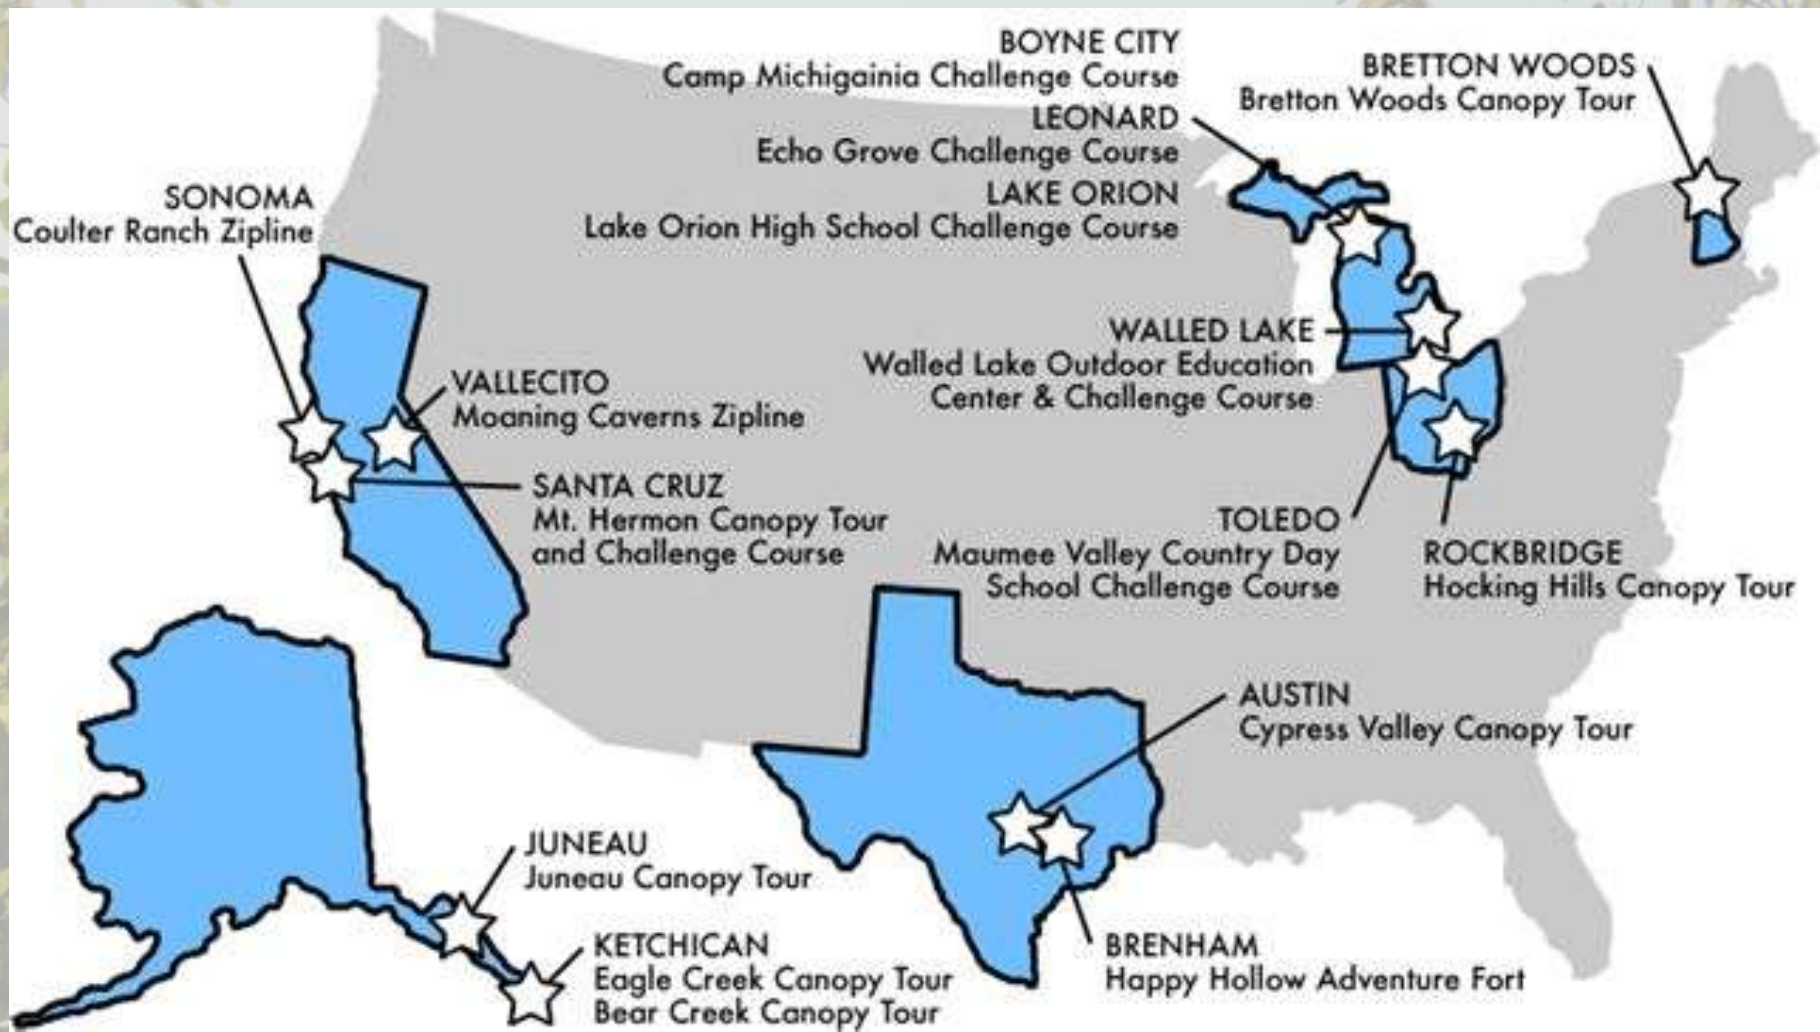 BOYNE CITY
Camp Michigainia Challenge Course
LEONARD
Echo Grove Challenge Course
LAKE ORION
Lake Orion High School Challenge Course
BRETTON WOODS
Bretton Woods Canopy Tour
SONOMA
Coulter Ranch Zipline
WALLED LAKE
Walled Lake Outdoor Education
Center & Challenge Course
VALLECITO
Moaning Caverns Zipline
SANTA CRUZ
Mt. Hermon Canopy Tour
and Challenge Course
TOLEDO
Maumee Valley Country Day
School Challenge Course
ROCKBRIDGE
Hocking Hills Canopy Tour
AUSTIN
Cypress Valley Canopy Tour
JUNEAU
Juneau Canopy Tour
KETCHICAN
Eagle Creek Canopy Tour
Bear Creek Canopy Tour
BRENHAM
Happy Hollow Adventure Fort